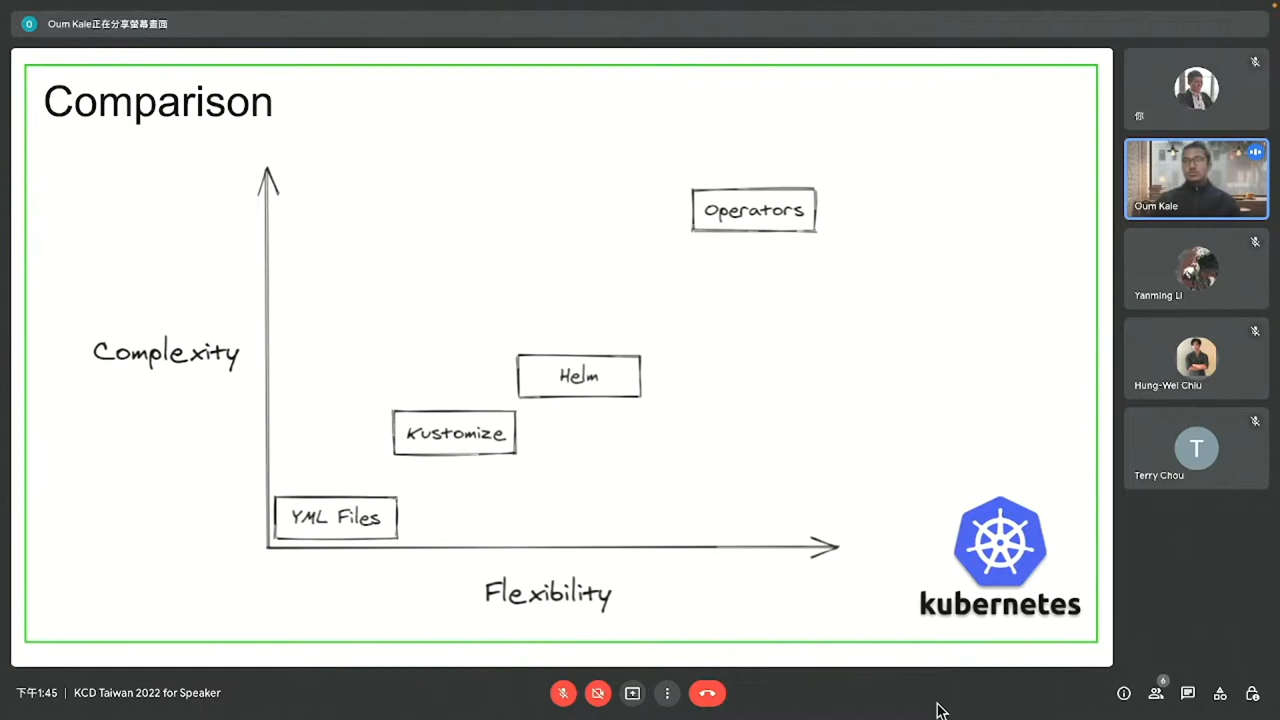 O
Oum Kale正在分享螢幕畫面
Comparison
Complexity
Operators
Helm
Kustomize
YML Files
Flexibility
kubernetes
你
Oum Kale
Yanming Li
Hung-Wei Chiu
T
Terry Chou
下午1:45 | KCD Taiwan 2022 for Speaker
6